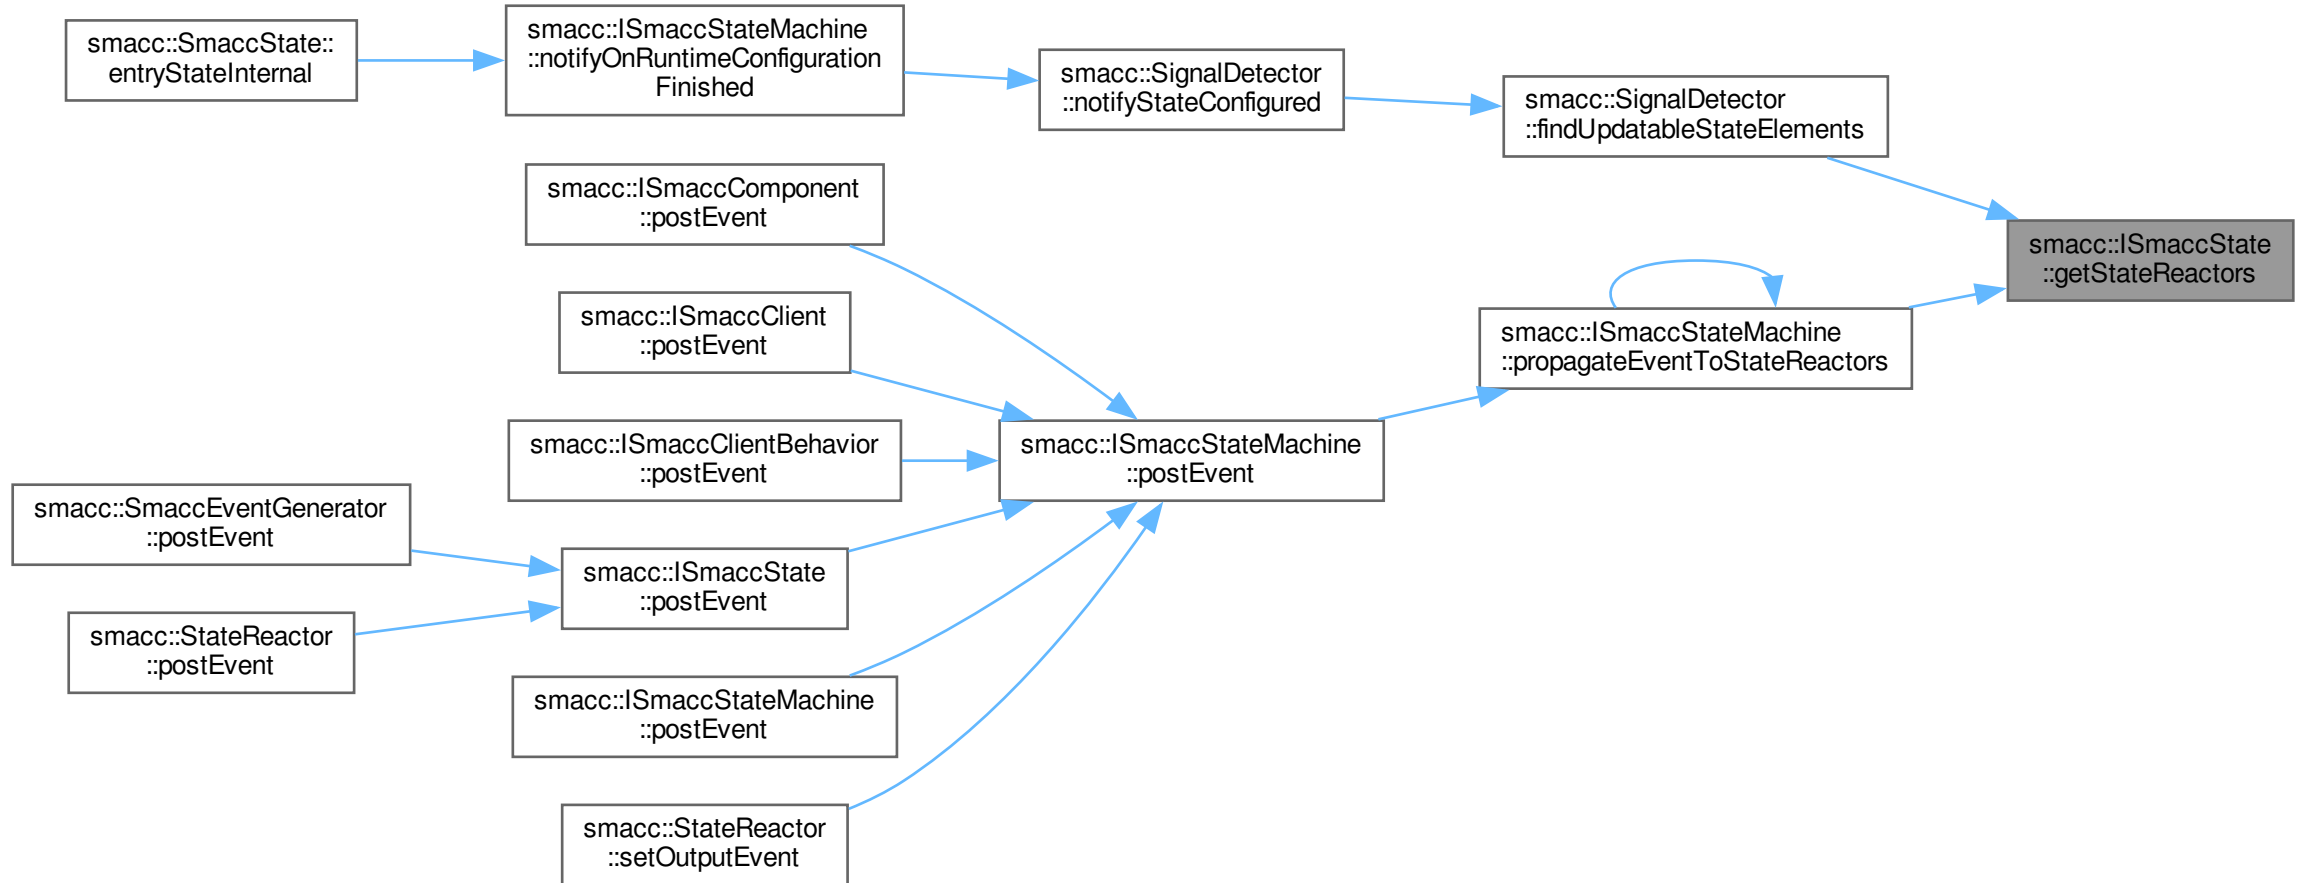 smacc::SmaccState::
entryStateInternal
smacc::ISmaccStateMachine
::notifyOnRuntimeConfiguration
Finished
smacc::SignalDetector
::notifyStateConfigured
smacc::SignalDetector
::findUpdatableStateElements
smacc::ISmaccComponent
::postEvent
smacc::ISmaccState
::getStateReactors
smacc::ISmaccClient
::postEvent
smacc::ISmaccStateMachine
::propagateEventToStateReactors
smacc::ISmaccClientBehavior
::postEvent
smacc::ISmaccStateMachine
::postEvent
smacc::SmaccEventGenerator
::postEvent
smacc::ISmaccState
::postEvent
smacc::StateReactor
::postEvent
smacc::ISmaccStateMachine
::postEvent
smacc::StateReactor
::setOutputEvent